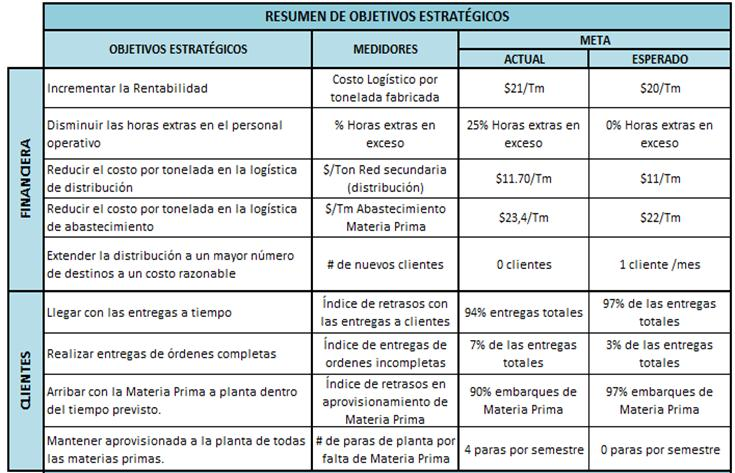 RESUMEN DE OBJETIVOS ESTRATÉGICOS
OBJETIVOS ESTRATÉGICOS
MEDIDORES
META
ACTUAL
ESPERADO
FINANCIERA
Incrementar la Rentabilidad
Costo Logístico por
tonelada fabricada
$21/Tm
$20/Tm
Disminuir las horas extras en el personal
operativo
% Horas extras en
exceso
25% Horas extras en
exceso
0% Horas extras en
exceso
Reducir el costo por tonelada en la logística
de distribución
$/Ton Red secundaria
(distribución)
$11.70/Tm
$11/Tm
Reducir el costo por tonelada en la logística
de abastecimiento
$/Tm Abastecimiento
Materia Prima
$23,4/Tm
$22/Tm
Extender la distribución a un mayor número
de destinos a un costo razonable
# de nuevos clientes
0 clientes
1 cliente /mes
CLIENTES
Llegar con las entregas a tiempo
Índice de retrasos con
las entregas a clientes
94% entregas totales
97% de las entregas
totales
Realizar entregas de órdenes completas
Índice de entregas de
ordenes incompletas
7% de las entregas
totales
3% de las entregas
totales
Arribar con la Materia Prima a planta dentro
del tiempo previsto.
Índice de retrasos en
aprovisionamiento de
Materia Prima
90% embarques de
Materia Prima
97% embarques de
Materia Prima
Mantener aprovisionada a la planta de todas
las materias primas.
# de paras de planta por
falta de Materia Prima
4 paras por semestre
0 paras por semestre